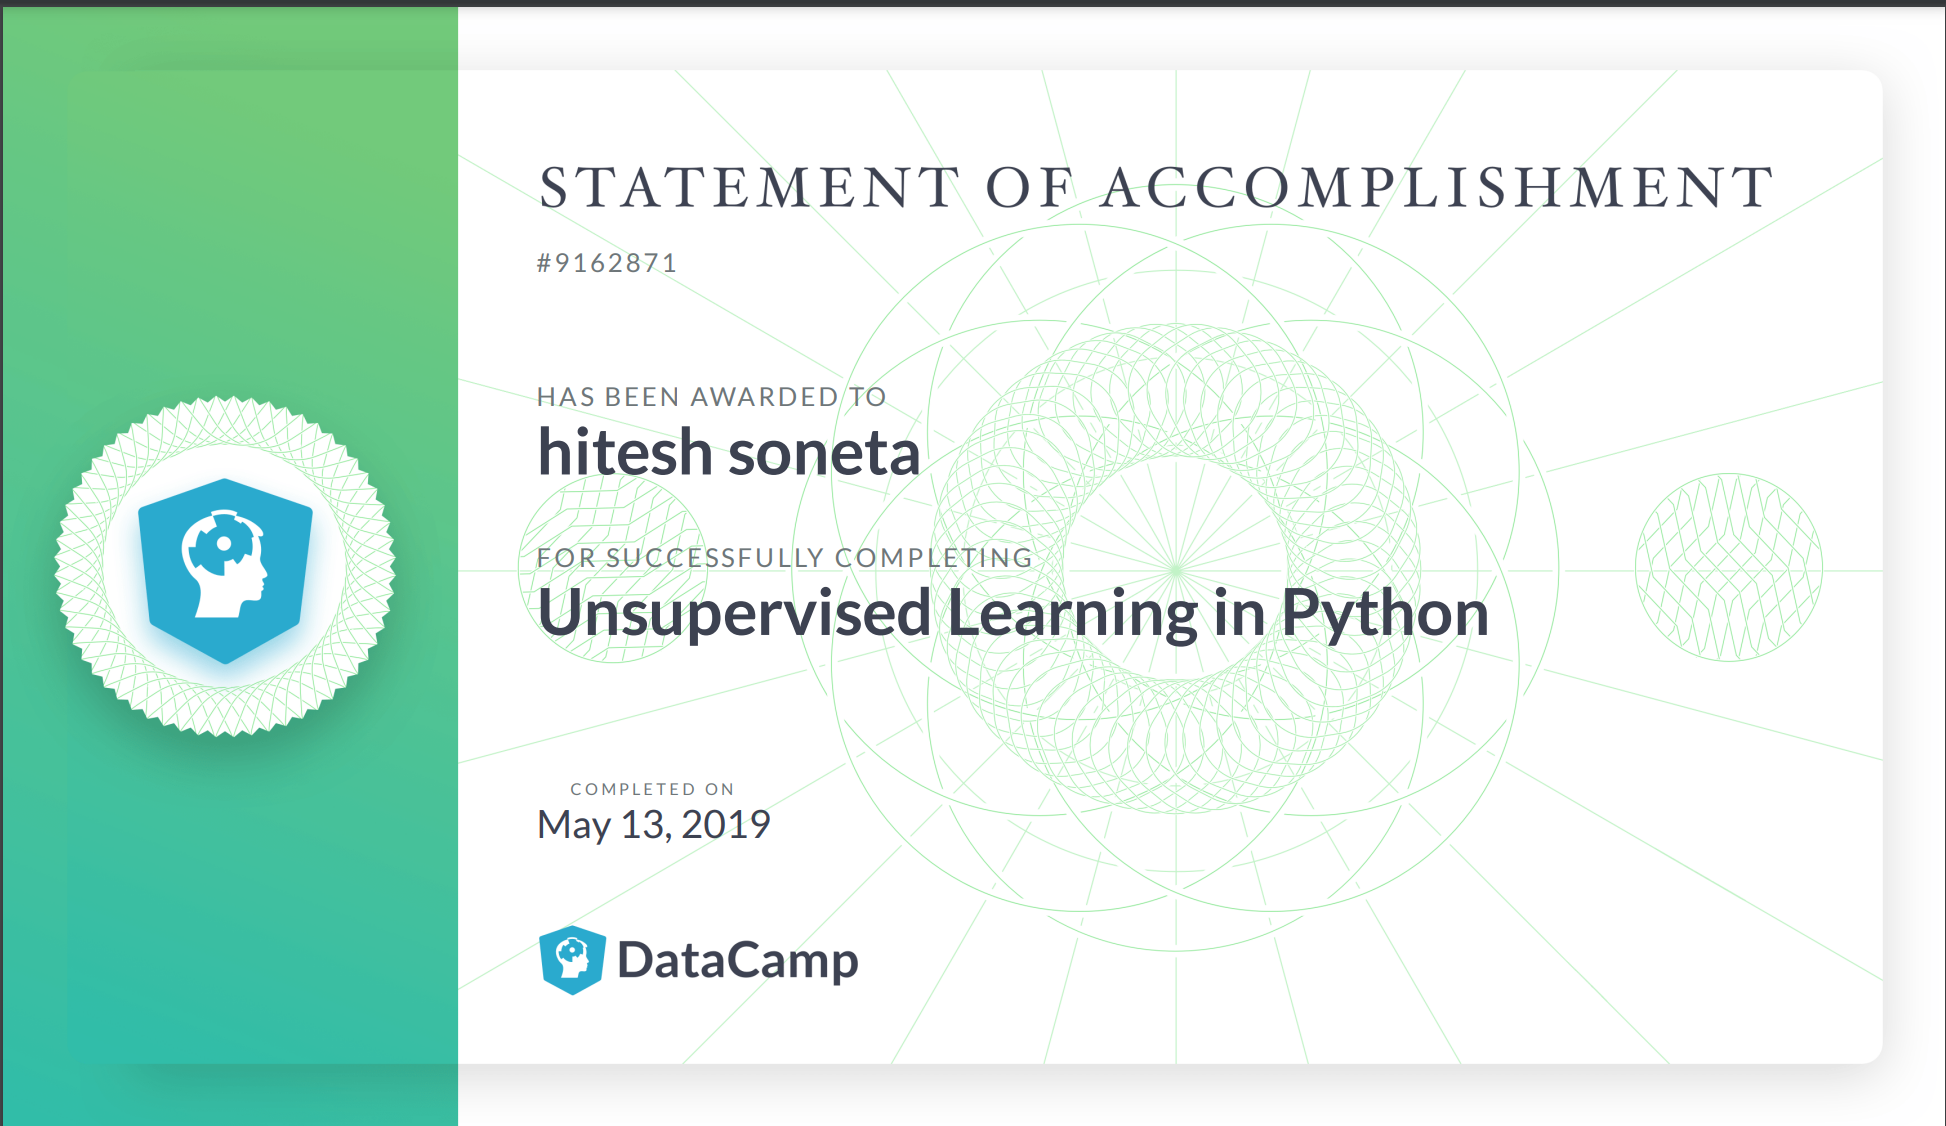 STATEMENT OF ACCOMPLISHMENT
#9162871
HAS BEEN AWARDED TO
hitesh soneta
FOR SUCCESSFULLY COMPLETING
Unsupervised Learning in Python
COMPLETED ON
May 13, 2019
DataCamp